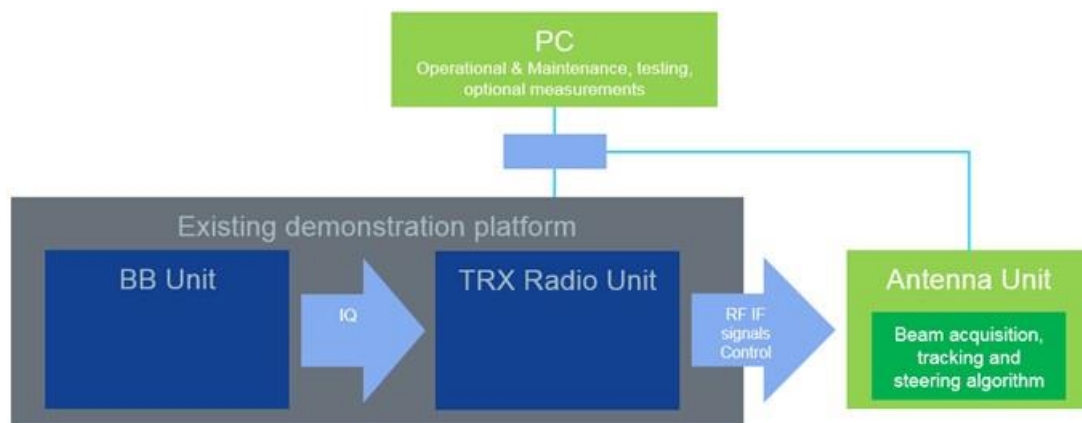 PC
Operational & Maintenance, testing,
optional measurements
Existing demonstration platform
BB Unit
IQ
TRX Radio Unit
RF IF
signals
Control
Antenna Unit
Beam acquisition,
tracking and
steering algorithm